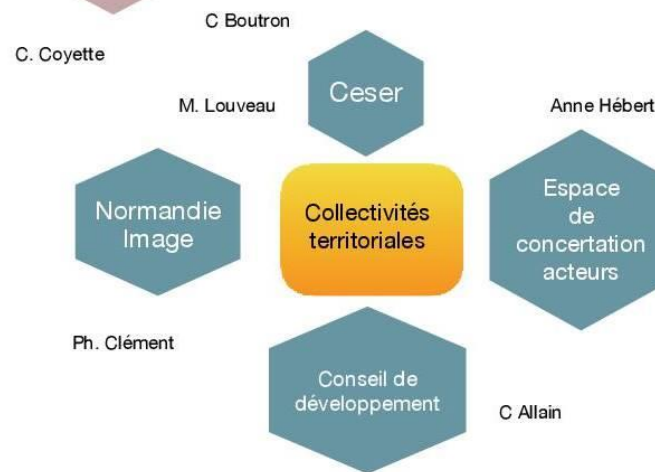 C Boutron
C. Coyette
Ceser
M. Louveau
Anne Hébert
Normandie
Image
Collectivités
territoriales
Espace
de
concertation
acteurs
Ph. Clément
Conseil de
développement
C Allain